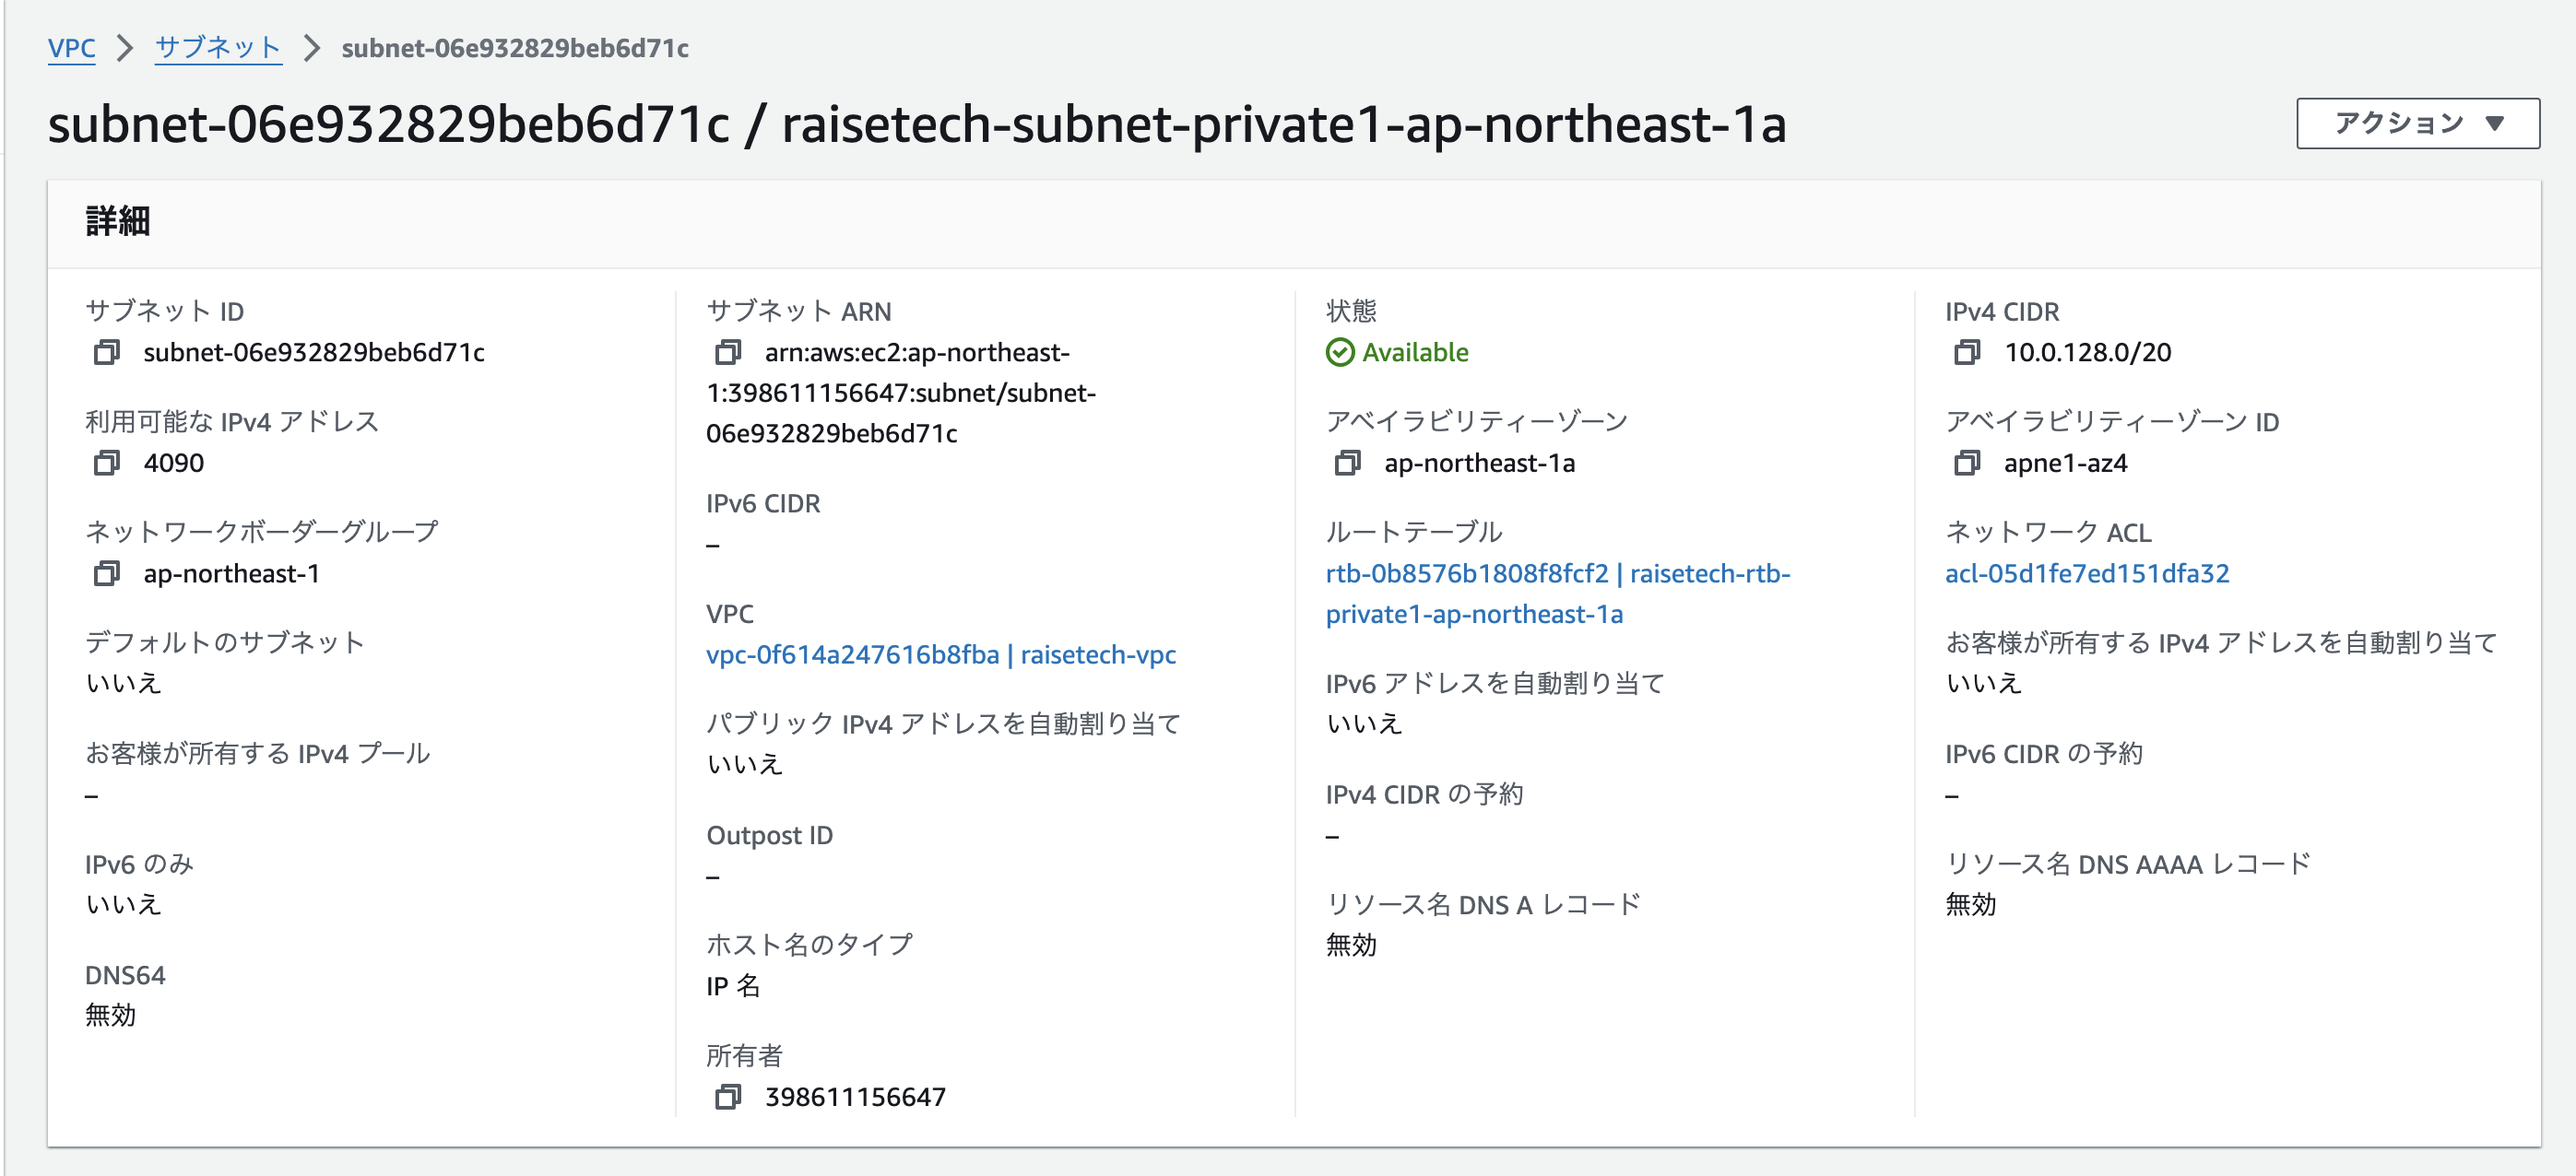 VPC > サブネット > subnet-06e932829beb6d71c
subnet-06e932829beb6d71c / raisetech-subnet-private1-ap-northeast-1a
アクション ▼
詳細
サブネット ID
subnet-06e932829beb6d71c
利用可能な IPv4 アドレス
4090
ネットワークボーダーグループ
ap-northeast-1
デフォルトのサブネット
いいえ
お客様が所有する IPv4 プール
–
IPv6 のみ
いいえ
DNS64
無効
サブネット ARN
arn:aws:ec2:ap-northeast-
1:398611156647:subnet/subnet-
06e932829beb6d71c
IPv6 CIDR
–
VPC
vpc-0f614a247616b8fba | raisetech-vpc
パブリック IPv4 アドレスを自動割り当て
いいえ
Outpost ID
–
ホスト名のタイプ
IP 名
所有者
398611156647
状態
Available
アベイラビリティーゾーン
ap-northeast-1a
ルートテーブル
rtb-0b8576b1808f8fcf2 | raisetech-rtb-
private1-ap-northeast-1a
IPv6 アドレスを自動割り当て
いいえ
IPv4 CIDR の予約
–
リソース名 DNS A レコード
無効
IPv4 CIDR
10.0.128.0/20
アベイラビリティーゾーン ID
apne1-az4
ネットワーク ACL
acl-05d1fe7ed151dfa32
お客様が所有する IPv4 アドレスを自動割り当て
いいえ
IPv6 CIDR の予約
–
リソース名 DNS AAAA レコード
無効